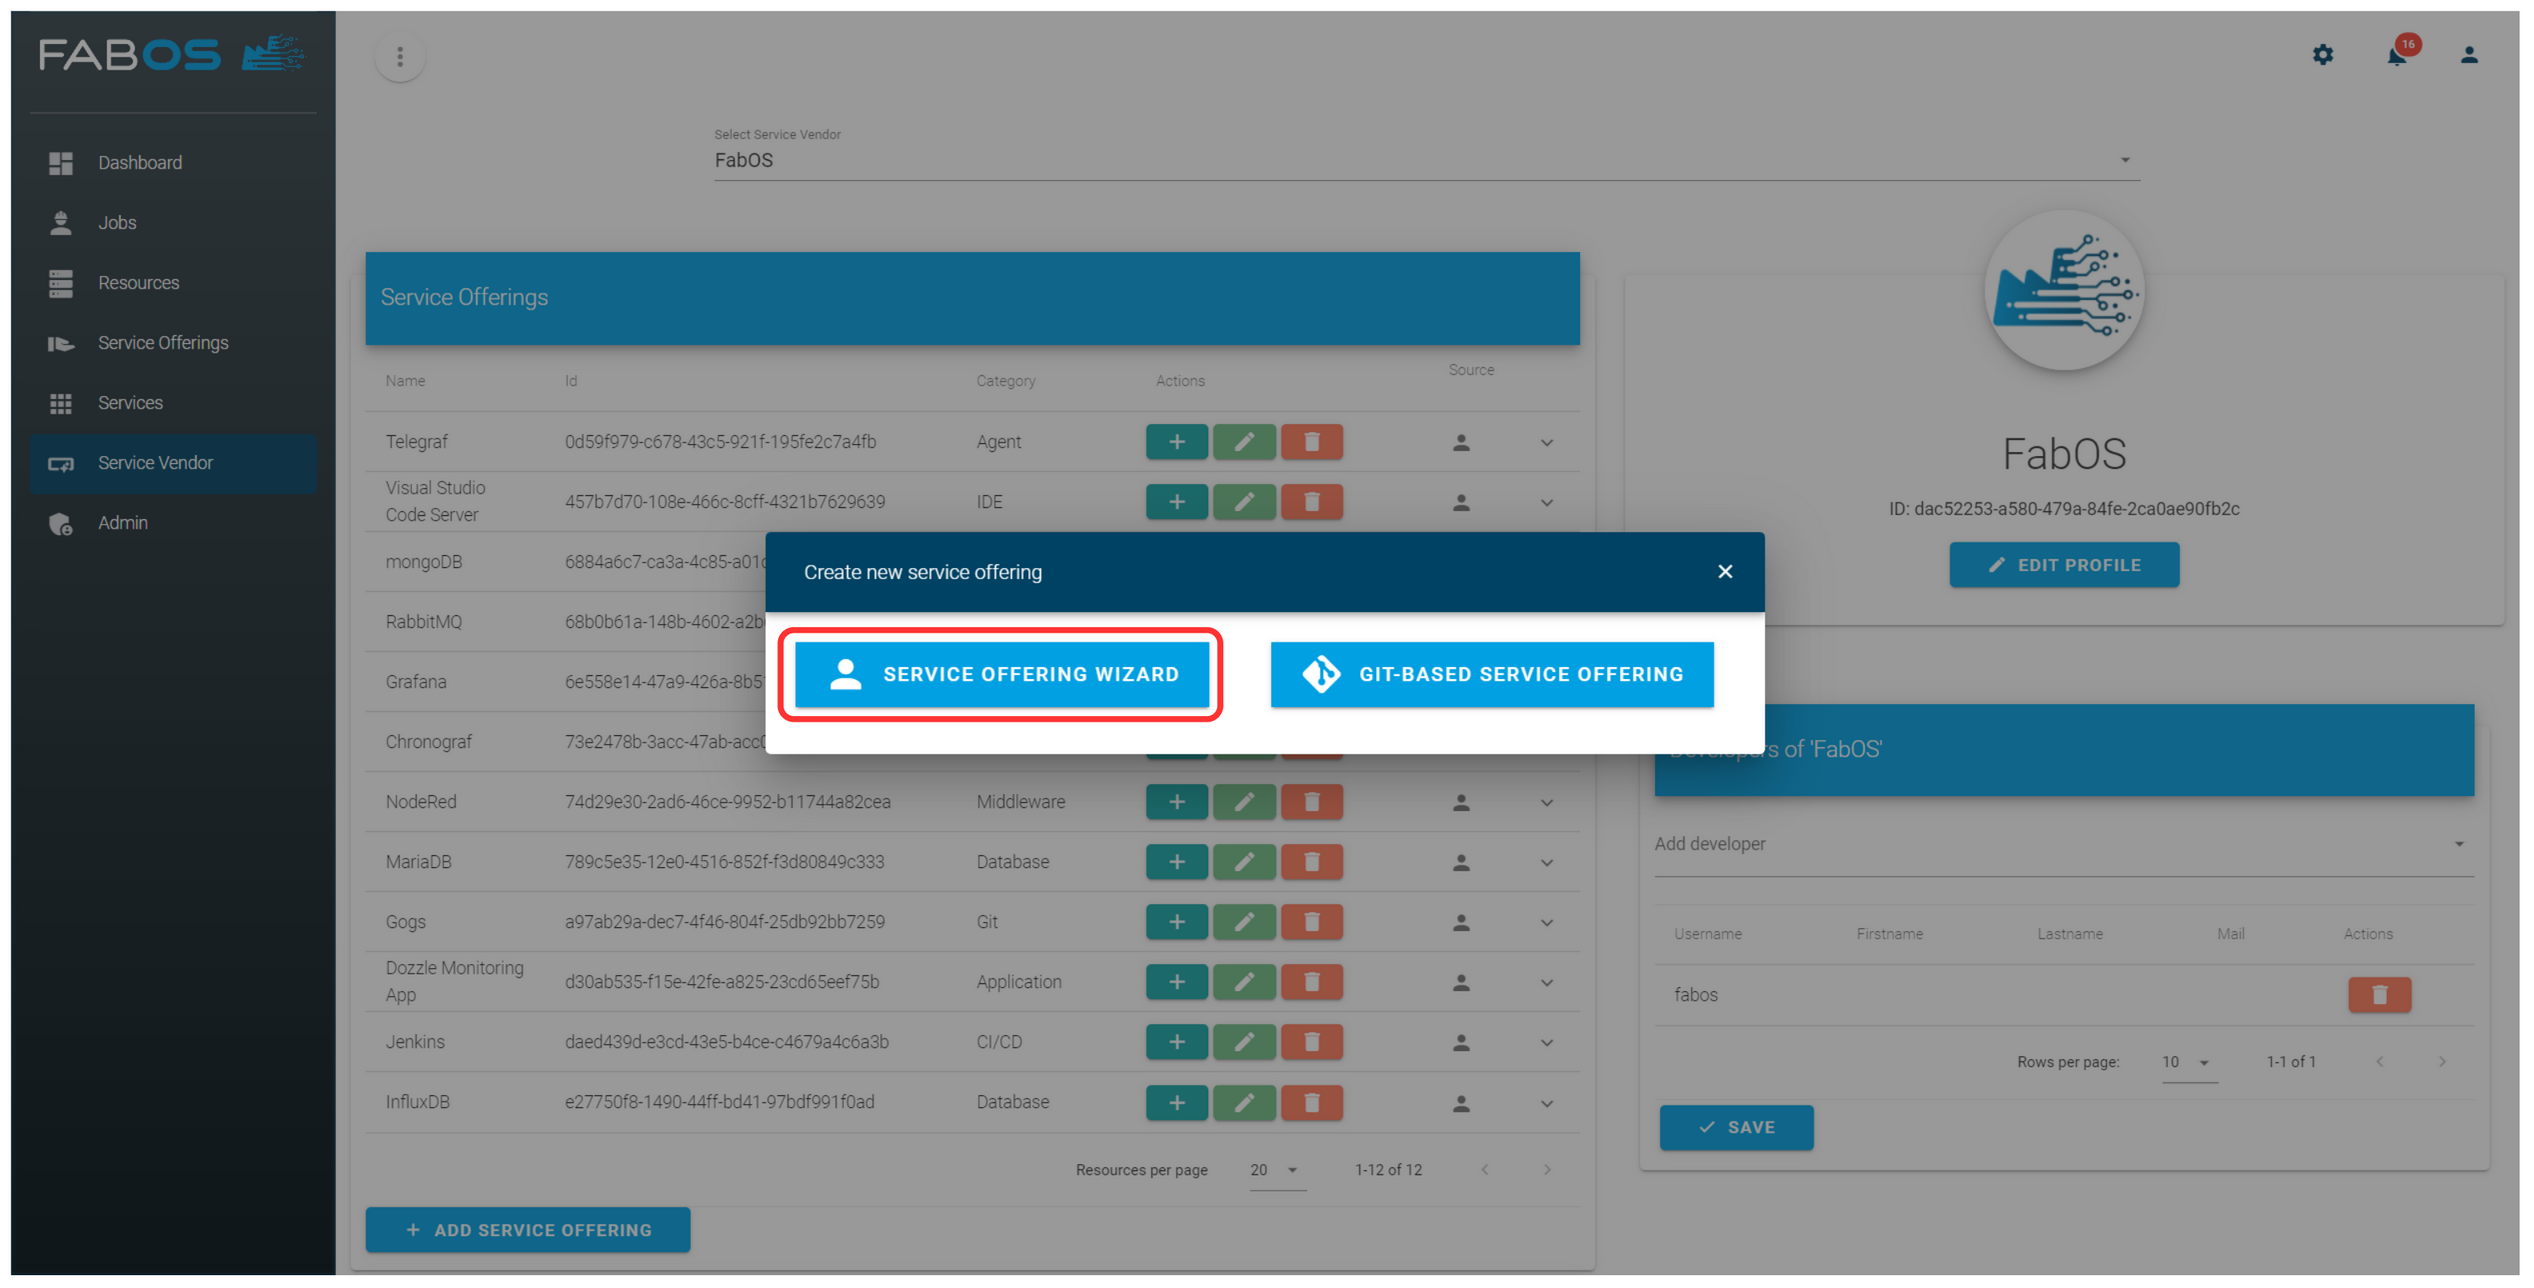 FABOS
16
Dashboard
Jobs
Resources
Service Offerings
Services
Service Vendor
Admin
Select Service Vendor
FabOS
Service Offerings
Name Id Category Actions Source
Telegraf 0d59f979-c678-43c5-921f-195fe2c7a4fb Agent
Visual Studio
Code Server 457b7d70-108e-466c-8cff-4321b7629639 IDE
mongoDB 6884a6c7-ca3a-4c85-a01
RabbitMQ 68b0b61a-148b-4602-a2b
Grafana 6e558e14-47a9-426a-8b5
Chronograf 73e2478b-3acc-47ab-acc
NodeRed 74d29e30-2ad6-46ce-9952-b11744a82cea Middleware
MariaDB 789c5e35-12e0-4516-852f-f3d80849c333 Database
Gogs a97ab29a-dec7-4f46-804f-25db92bb7259 Git
Dozzle Monitoring
App d30ab535-f15e-42fe-a825-23cd65eef75b Application
Jenkins daed439d-e3cd-43e5-b4ce-c4679a4c6a3b CI/CD
InfluxDB e27750f8-1490-44ff-bd41-97bdf991f0ad Database
Resources per page 20 1-12 of 12
+ ADD SERVICE OFFERING
Create new service offering
SERVICE OFFERING WIZARD
GIT-BASED SERVICE OFFERING
FabOS
ID: dac52253-a580-479a-84fe-2ca0ae90fb2c
EDIT PROFILE
Developers of 'FabOS'
Add developer
Username Firstname Lastname Mail Actions
fabos
Rows per page: 10 1-1 of 1
SAVE